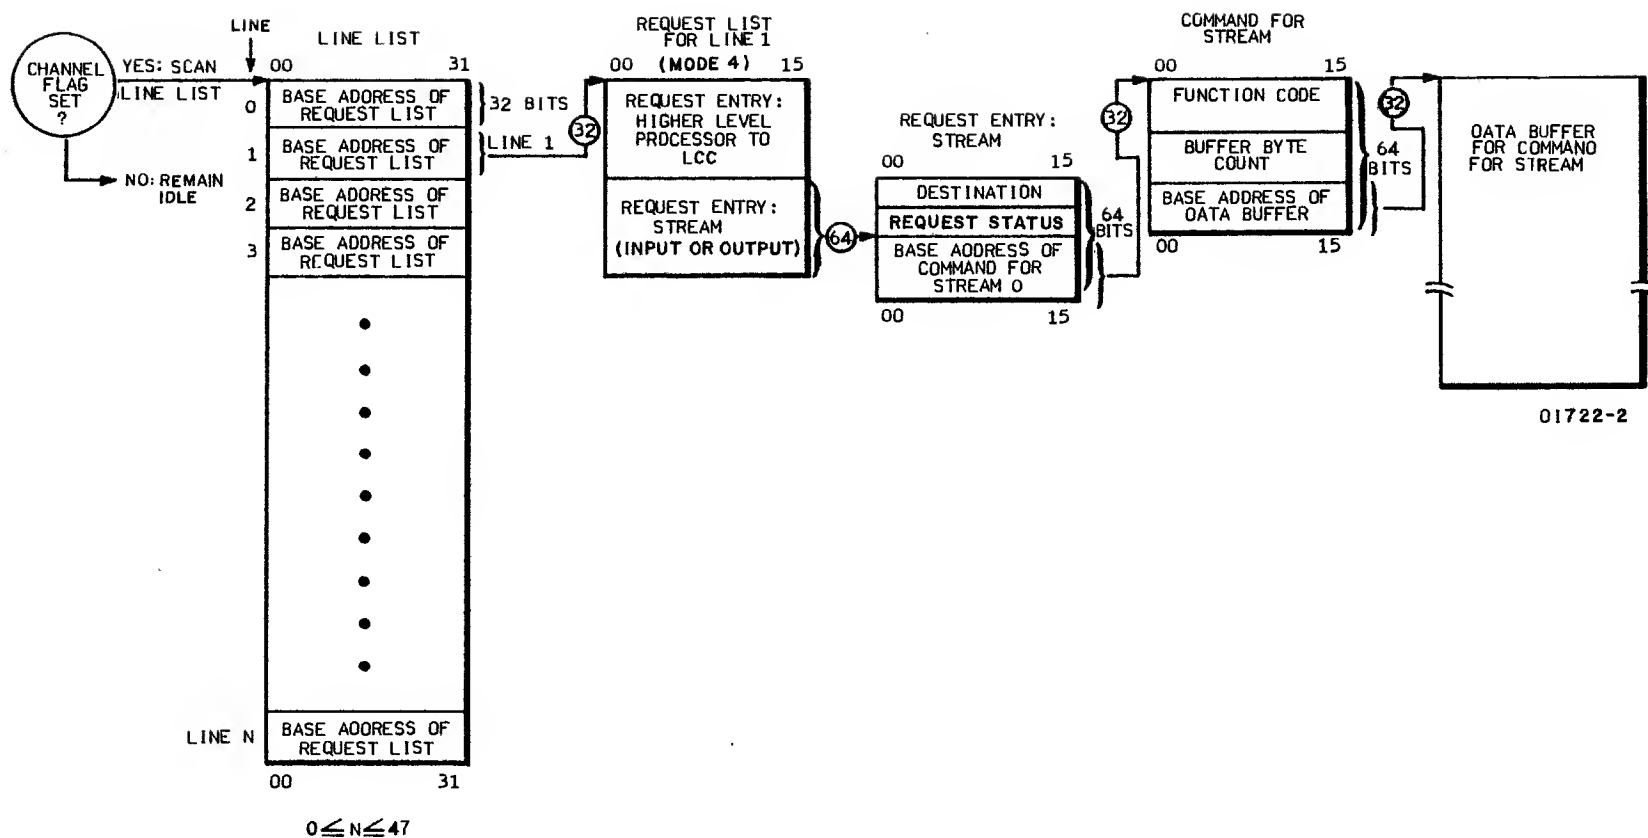 CHANNEL
FLAG
SET
?
YES: SCAN
LINE LIST
NO: REMAIN
IDLE
LINE
LINE LIST
00 31
0
BASE ADDRESS OF
REQUEST LIST
32 BITS
1
BASE ADDRESS OF
REQUEST LIST
LINE 1
2
BASE ADDRESS OF
REQUEST LIST
3
BASE ADDRESS OF
REQUEST LIST
LINE N
BASE ADDRESS OF
REQUEST LIST
00 31
0≦N≦47
32
REQUEST LIST
FOR LINE 1
(MODE 4)
00 15
REQUEST ENTRY:
HIGHER LEVEL
PROCESSOR TO
LCC
REQUEST ENTRY:
STREAM
(INPUT OR OUTPUT)
64
REQUEST ENTRY:
STREAM
00 15
DESTINATION
REQUEST STATUS
BASE ADDRESS OF
COMMAND FOR
STREAM 0
00 15
64
BITS
32
COMMAND FOR
STREAM
00 15
FUNCTION CODE
BUFFER BYTE
COUNT
BASE ADDRESS OF
DATA BUFFER
00 15
64
BITS
32
DATA BUFFER
FOR COMMAND
FOR STREAM
01722-2